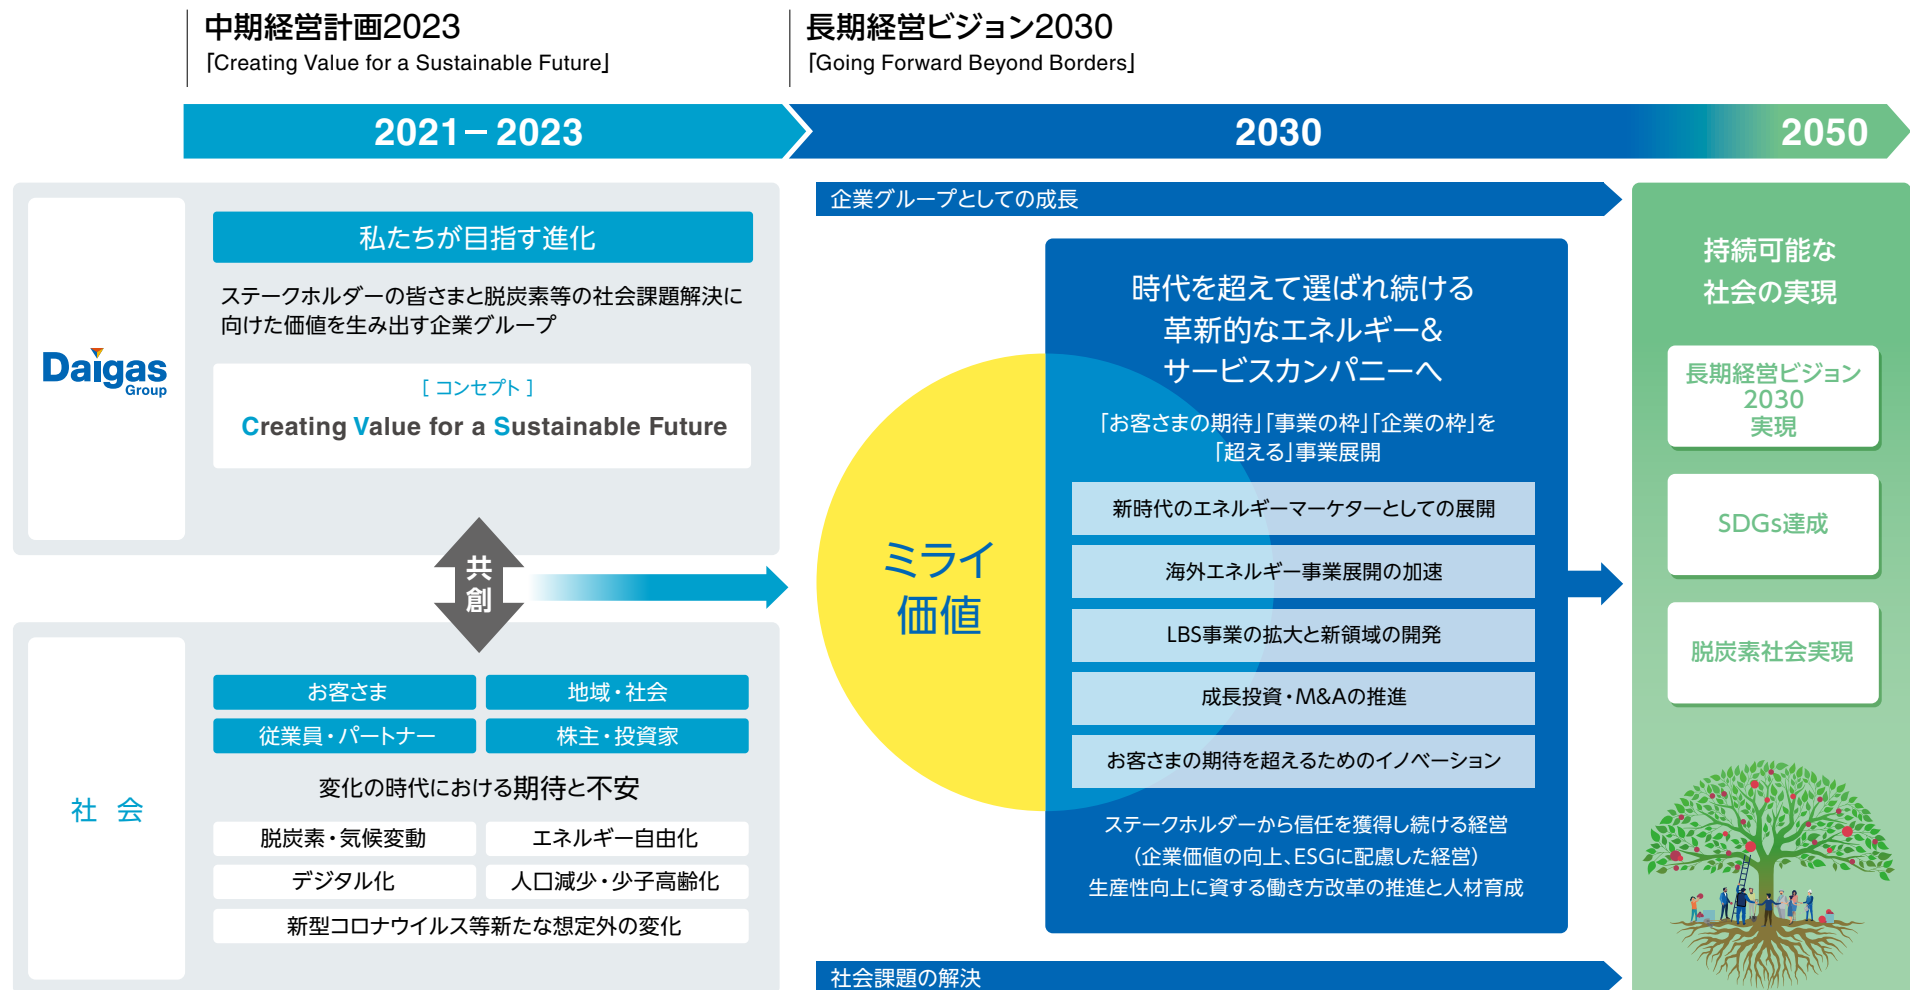 中期経営計画2023
「Creating Value for a Sustainable Future」
長期経営ビジョン2030
「Going Forward Beyond Borders」
2021－2023
2030
2050
Daigas
Group
私たちが目指す進化
ステークホルダーの皆さまと脱炭素等の社会課題解決に
向けた価値を生み出す企業グループ
［コンセプト］
Creating Value for a Sustainable Future
共
創
社 会
お客さま
地域・社会
従業員・パートナー
株主・投資家
変化の時代における期待と不安
脱炭素・気候変動
エネルギー自由化
デジタル化
人口減少・少子高齢化
新型コロナウイルス等新たな想定外の変化
企業グループとしての成長
ミライ
価値
時代を超えて選ばれ続ける
革新的なエネルギー&
サービスカンパニーへ
「お客さまの期待」「事業の枠」「企業の枠」を
「超える」事業展開
新時代のエネルギーマーケターとしての展開
海外エネルギー事業展開の加速
LBS事業の拡大と新領域の開発
成長投資・M&Aの推進
お客さまの期待を超えるためのイノベーション
ステークホルダーから信任を獲得し続ける経営
（企業価値の向上、ESGに配慮した経営）
生産性向上に資する働き方改革の推進と人材育成
社会課題の解決
持続可能な
社会の実現
長期経営ビジョン
2030
実現
SDGs達成
脱炭素社会実現